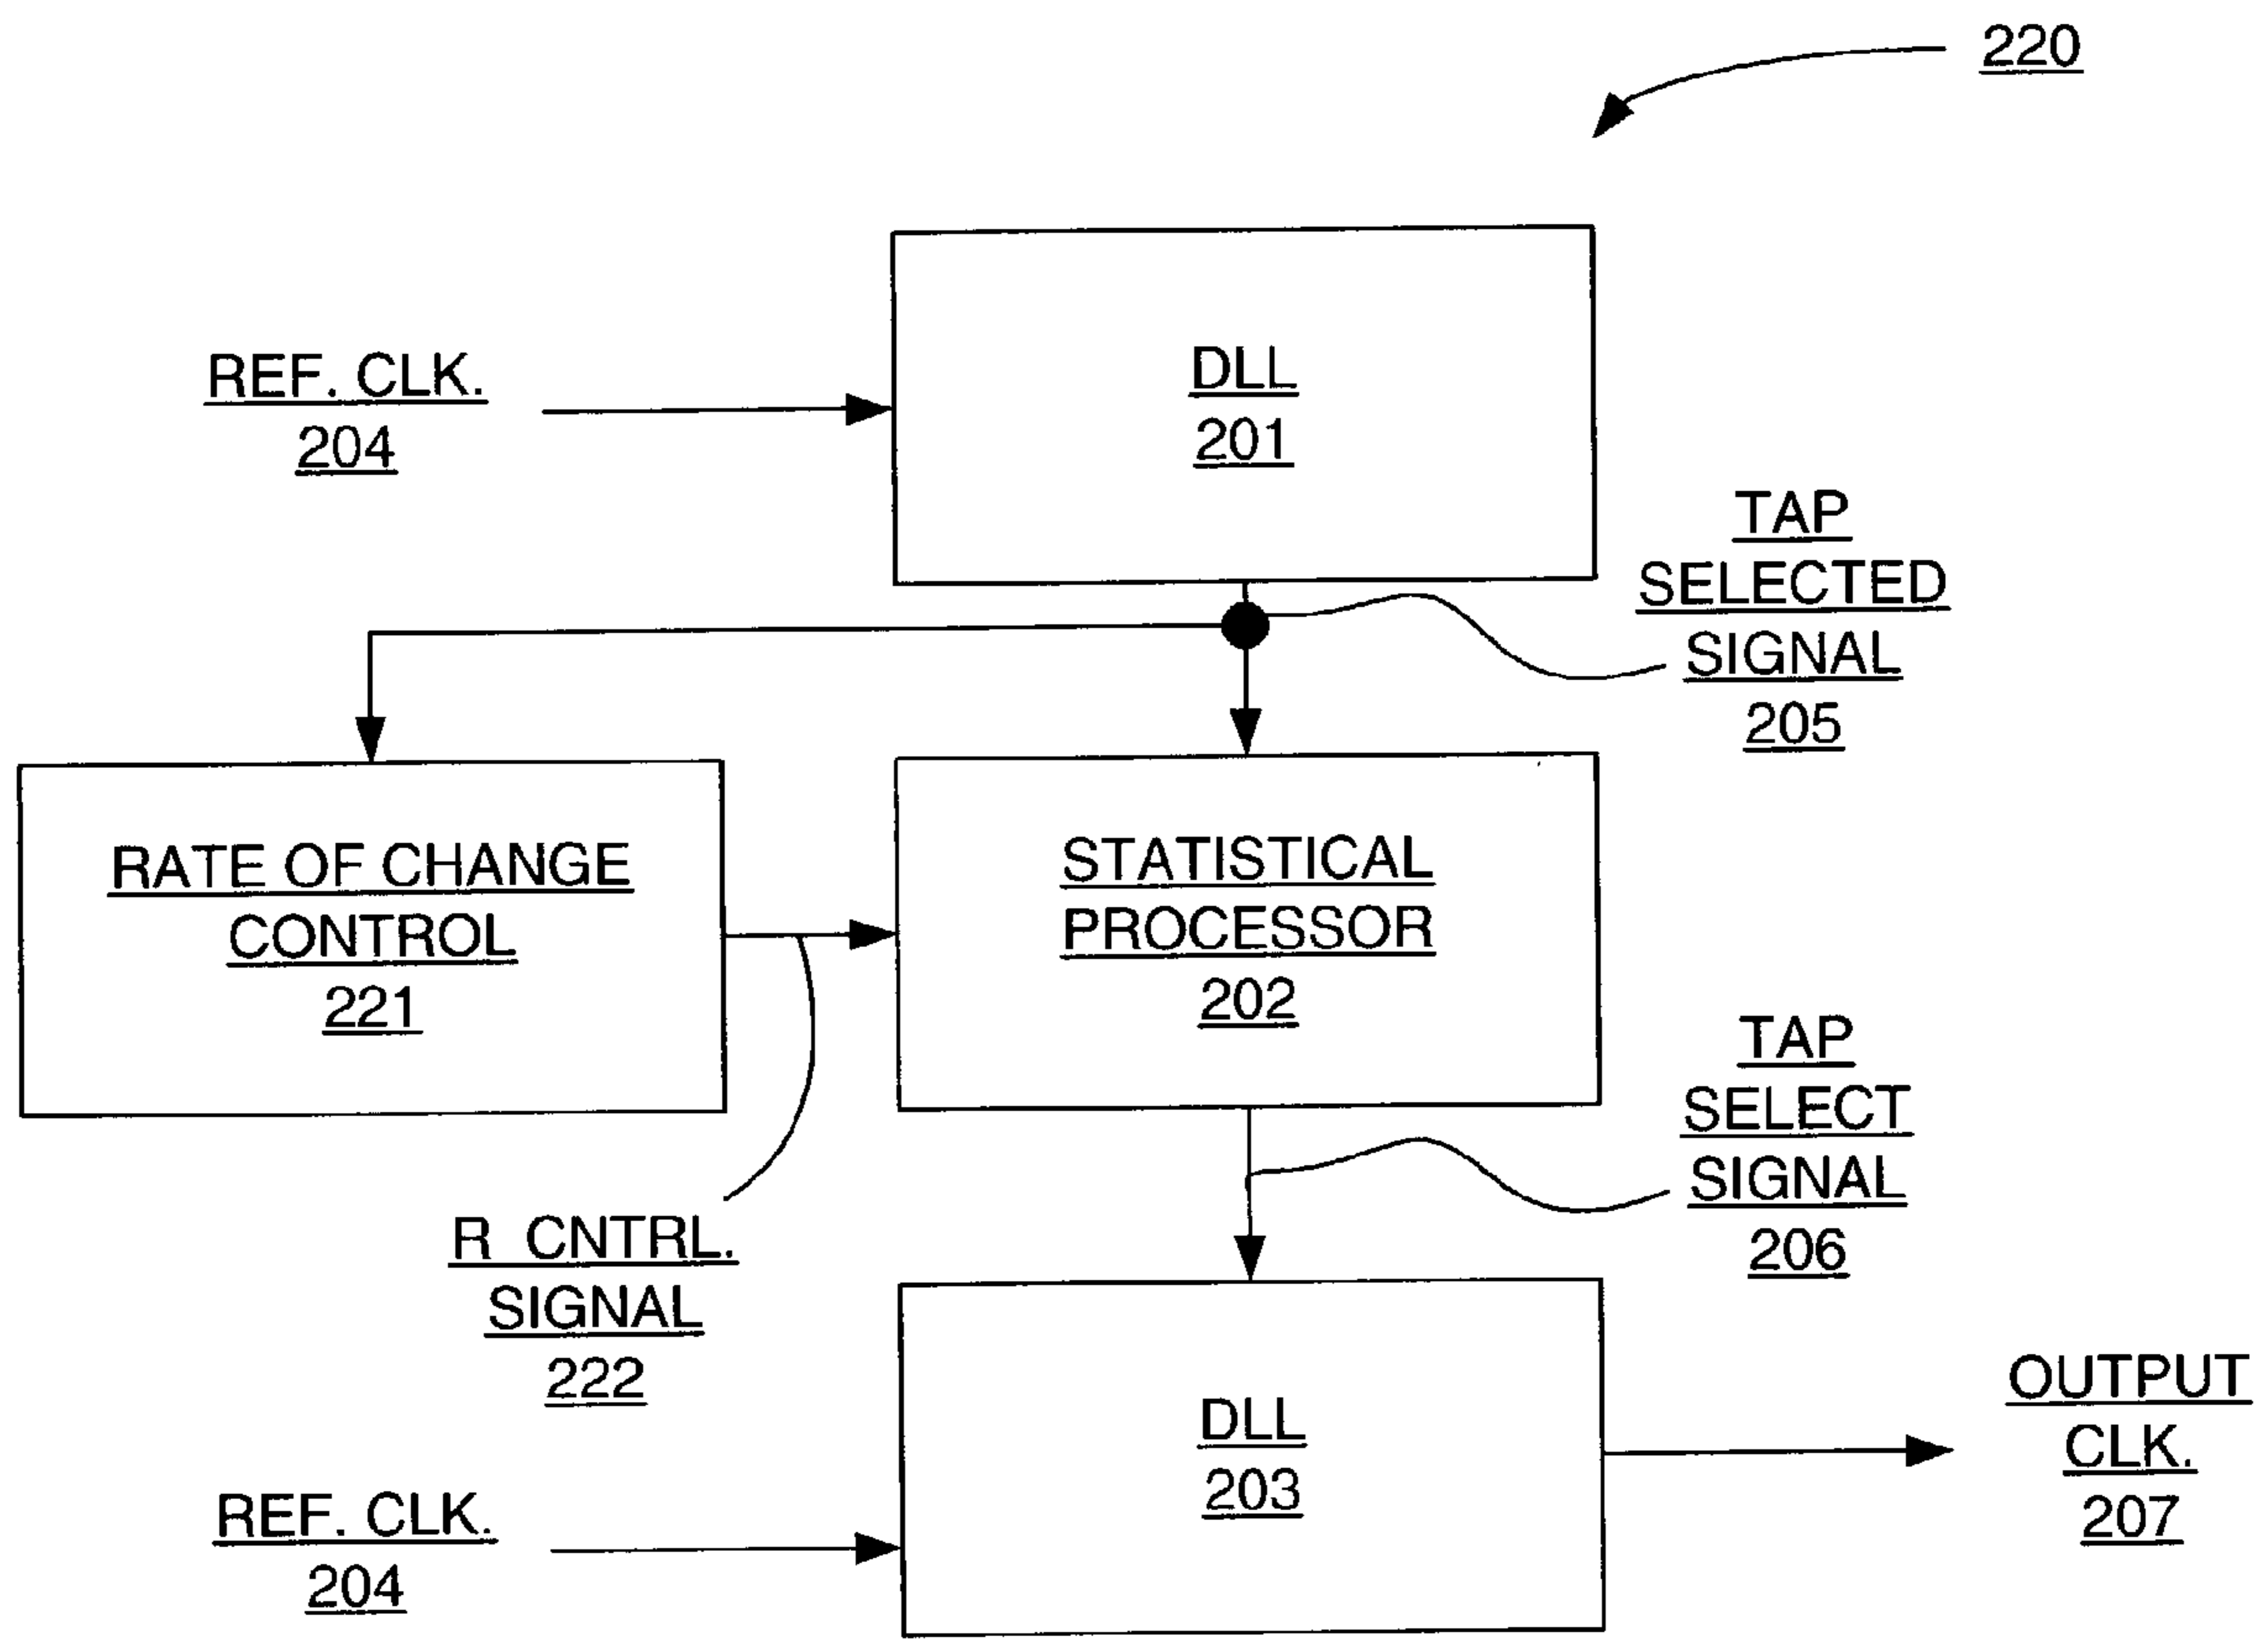 220
REF. CLK.
204
DLL
201
TAP
SELECTED
SIGNAL
205
RATE OF CHANGE
CONTROL
221
STATISTICAL
PROCESSOR
202
TAP
SELECT
SIGNAL
206
R_CNTRL.
SIGNAL
222
DLL
203
REF. CLK.
204
OUTPUT
CLK.
207